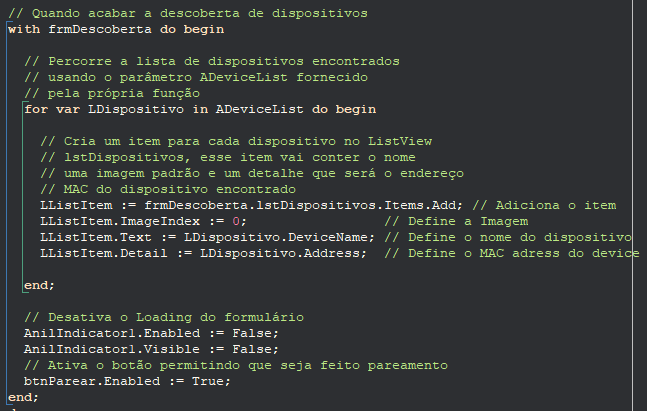 // Quando acabar a descoberta de dispositivos
with frmDescoberta do begin
// Percorre a lista de dispositivos encontrados
// usando o parâmetro ADeviceList fornecido
// pela própria função
for var LDispositivo in ADeviceList do begin
// Cria um item para cada dispositivo no ListView
// lstDispositivos, esse item vai conter o nome
// uma imagem padrão e um detalhe que será o endereço
// MAC do dispositivo encontrado
LListItem := frmDescoberta.lstDispositivos.Items.Add; // Adiciona o item
LListItem.ImageIndex := 0; // Define a Imagem
LListItem.Text := LDispositivo.DeviceName; // Define o nome do dispositivo
LListItem.Detail := LDispositivo.Address; // Define o MAC adress do device
end;
// Desativa o Loading do formulário
AnilIndicator1.Enabled := False;
AnilIndicator1.Visible := False;
// Ativa o botão permitindo que seja feito pareamento
btnParear.Enabled := True;
end;